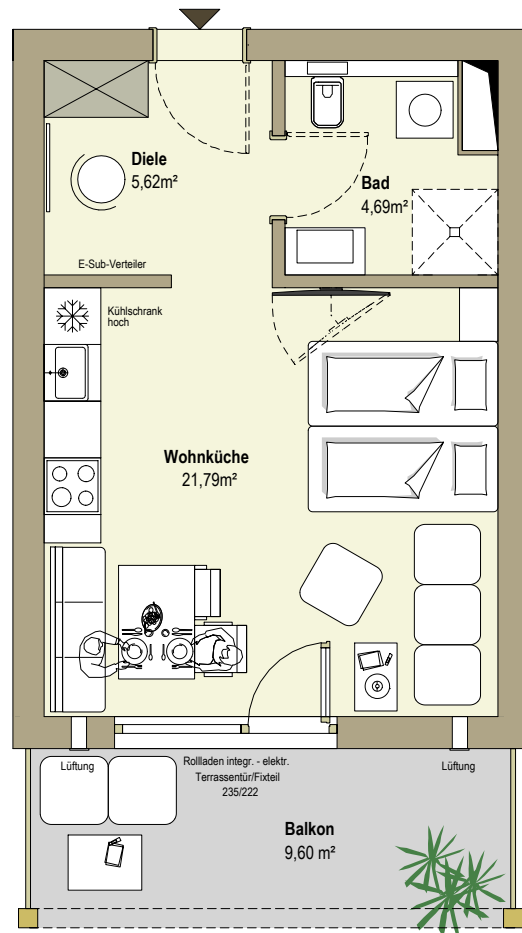 Diele
5,62m²
Bad
4,69m²
E-Sub-Verteiler
Kühlschrank
hoch
Wohnküche
21,79m²
Lüftung
Rollladen integr. - elektr.
Terrassentür/Fixteil
235/222
Lüftung
Balkon
9,60 m²